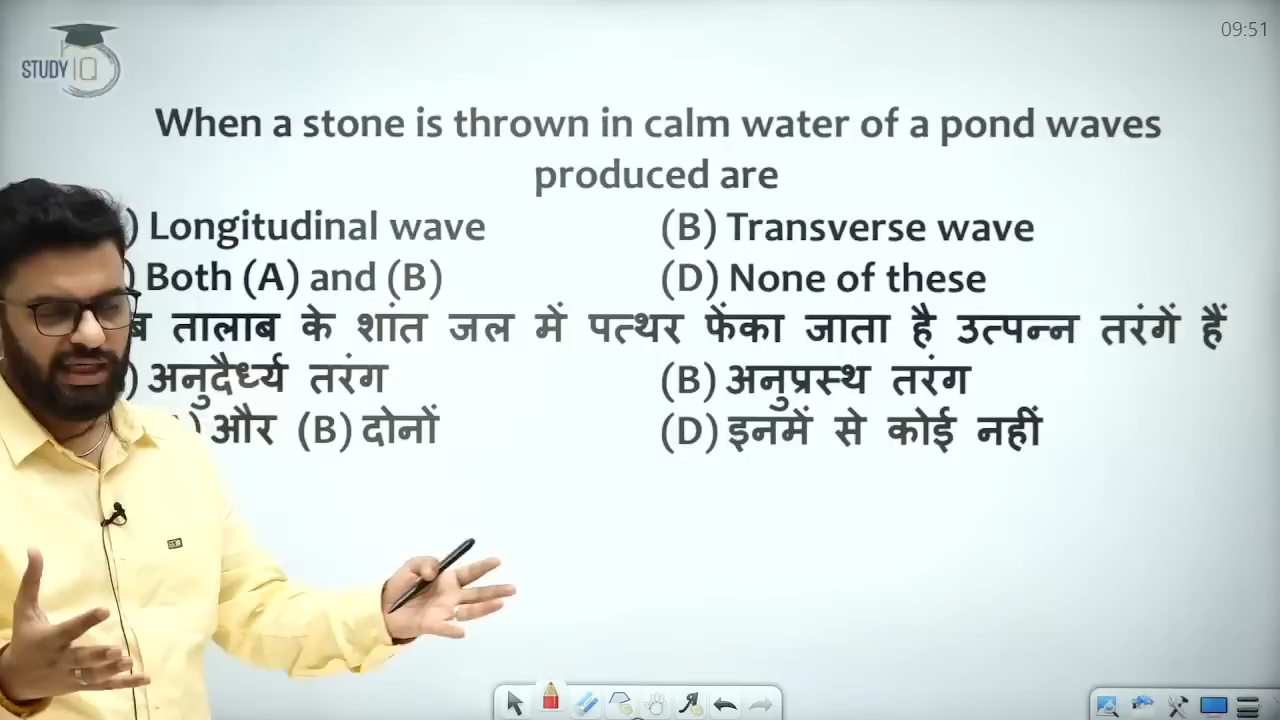 09:51
STUDY IQ
When a stone is thrown in calm water of a pond waves
produced are
) Longitudinal wave (B) Transverse wave
) Both (A) and (B) (D) None of these
तालाब के शांत जल में पत्थर फेंका जाता है उत्पन्न तरंगें हैं
) अनुदैर्ध्य तरंग (B) अनुप्रस्थ तरंग
) और (B) दोनों (D) इनमें से कोई नहीं